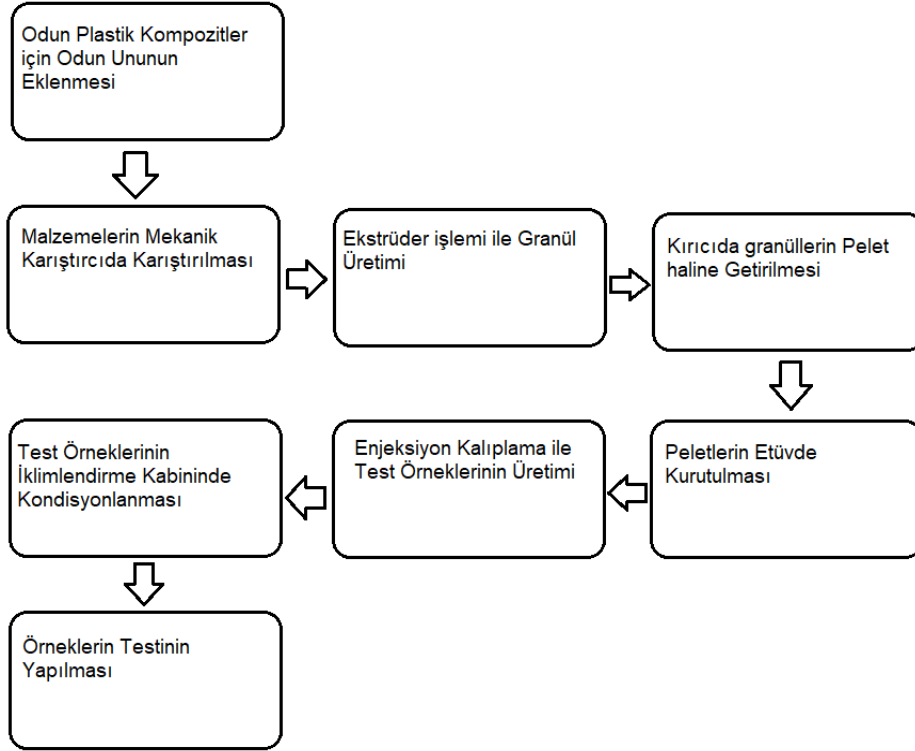 Odun Plastik Kompozitler
için Odun Ununun
Eklenmesi
Malzemelerin Mekanik
Karıştırcıda Karıştırılması
Ekstrüder işlemi ile Granül
Üretimi
Kırıcıda granüllerin Pelet
haline Getirilmesi
Peletlerin Etüvde
Kurutulması
Enjeksiyon Kalıplama ile
Test Örneklerinin Üretimi
Test Örneklerinin
İklimlendirme Kabininde
Kondisyonlanması
Örneklerin Testinin
Yapılması